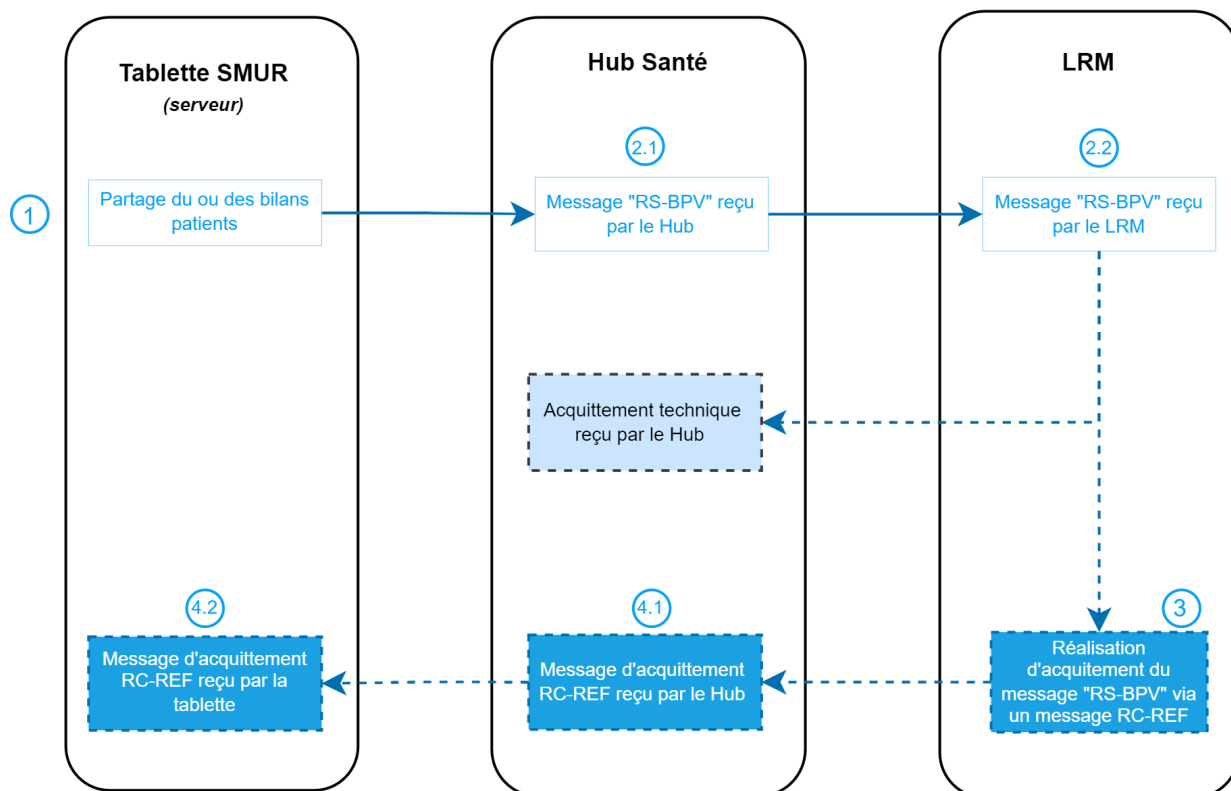 Tablette SMUR
(serveur)
Hub Santé
LRM
1
Partage du ou des bilans
patients
2.1
Message "RS-BPV" reçu
par le Hub
2.2
Message "RS-BPV" reçu
par le LRM
Acquittement technique
reçu par le Hub
4.2
Message d'acquittement
RC-REF reçu par la
tablette
4.1
Message d'acquittement
RC-REF reçu par le Hub
3
Réalisation
d'acquitement du
message "RS-BPV" via
un message RC-REF